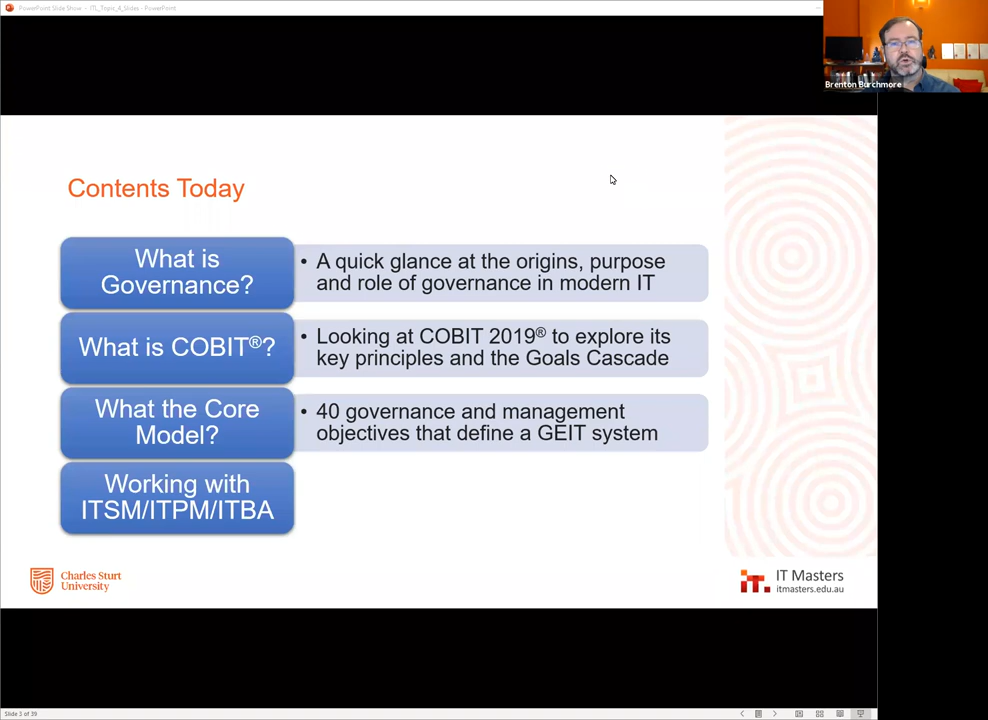 PowerPoint Slide Show - ITL_Topic_A_Slides - PowerPoint
Brenton Burchmore
Contents Today
What is
Governance?
• A quick glance at the origins, purpose
and role of governance in modern IT
What is COBIT®?
• Looking at COBIT 2019® to explore its
key principles and the Goals Cascade
What the Core
Model?
• 40 governance and management
objectives that define a GEIT system
Working with
ITSM/ITPM/ITBA
Charles Sturt
University
IT Masters
itmasters.edu.au
Slide 3 of 39